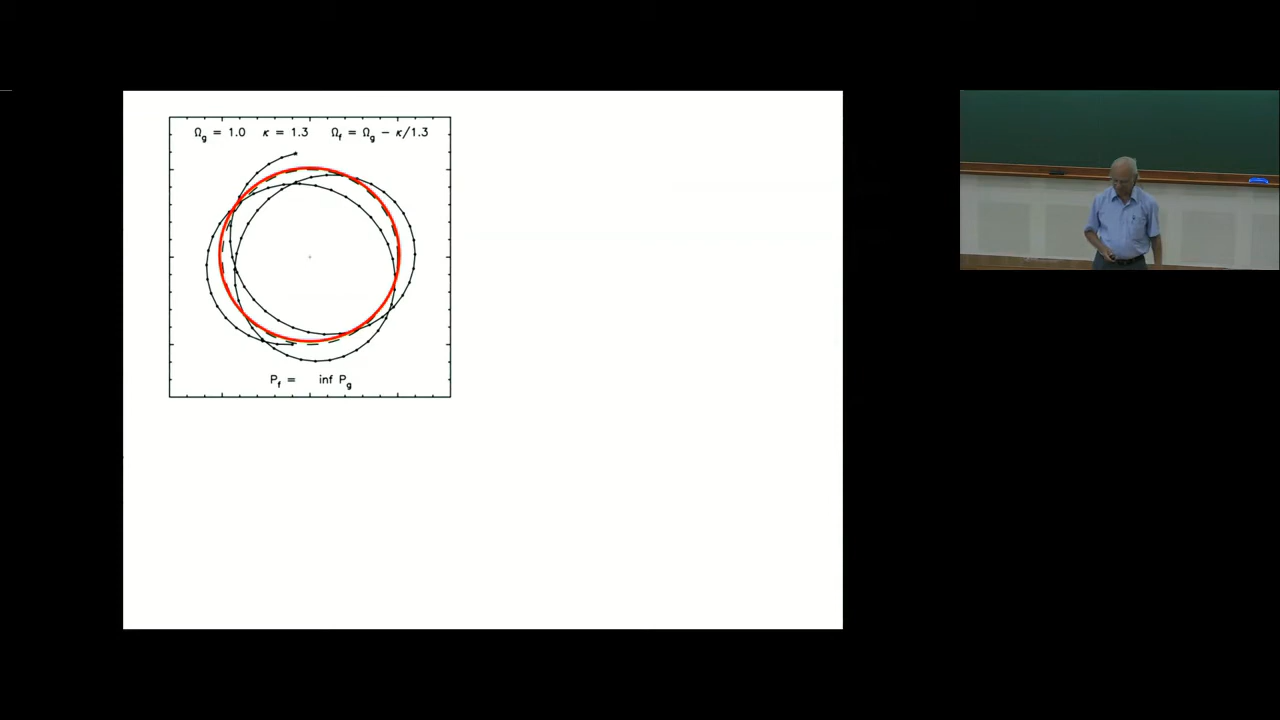 Ω_g = 1.0 κ = 1.3 Ω_f = Ω_g − κ/1.3
P_f = inf P_g